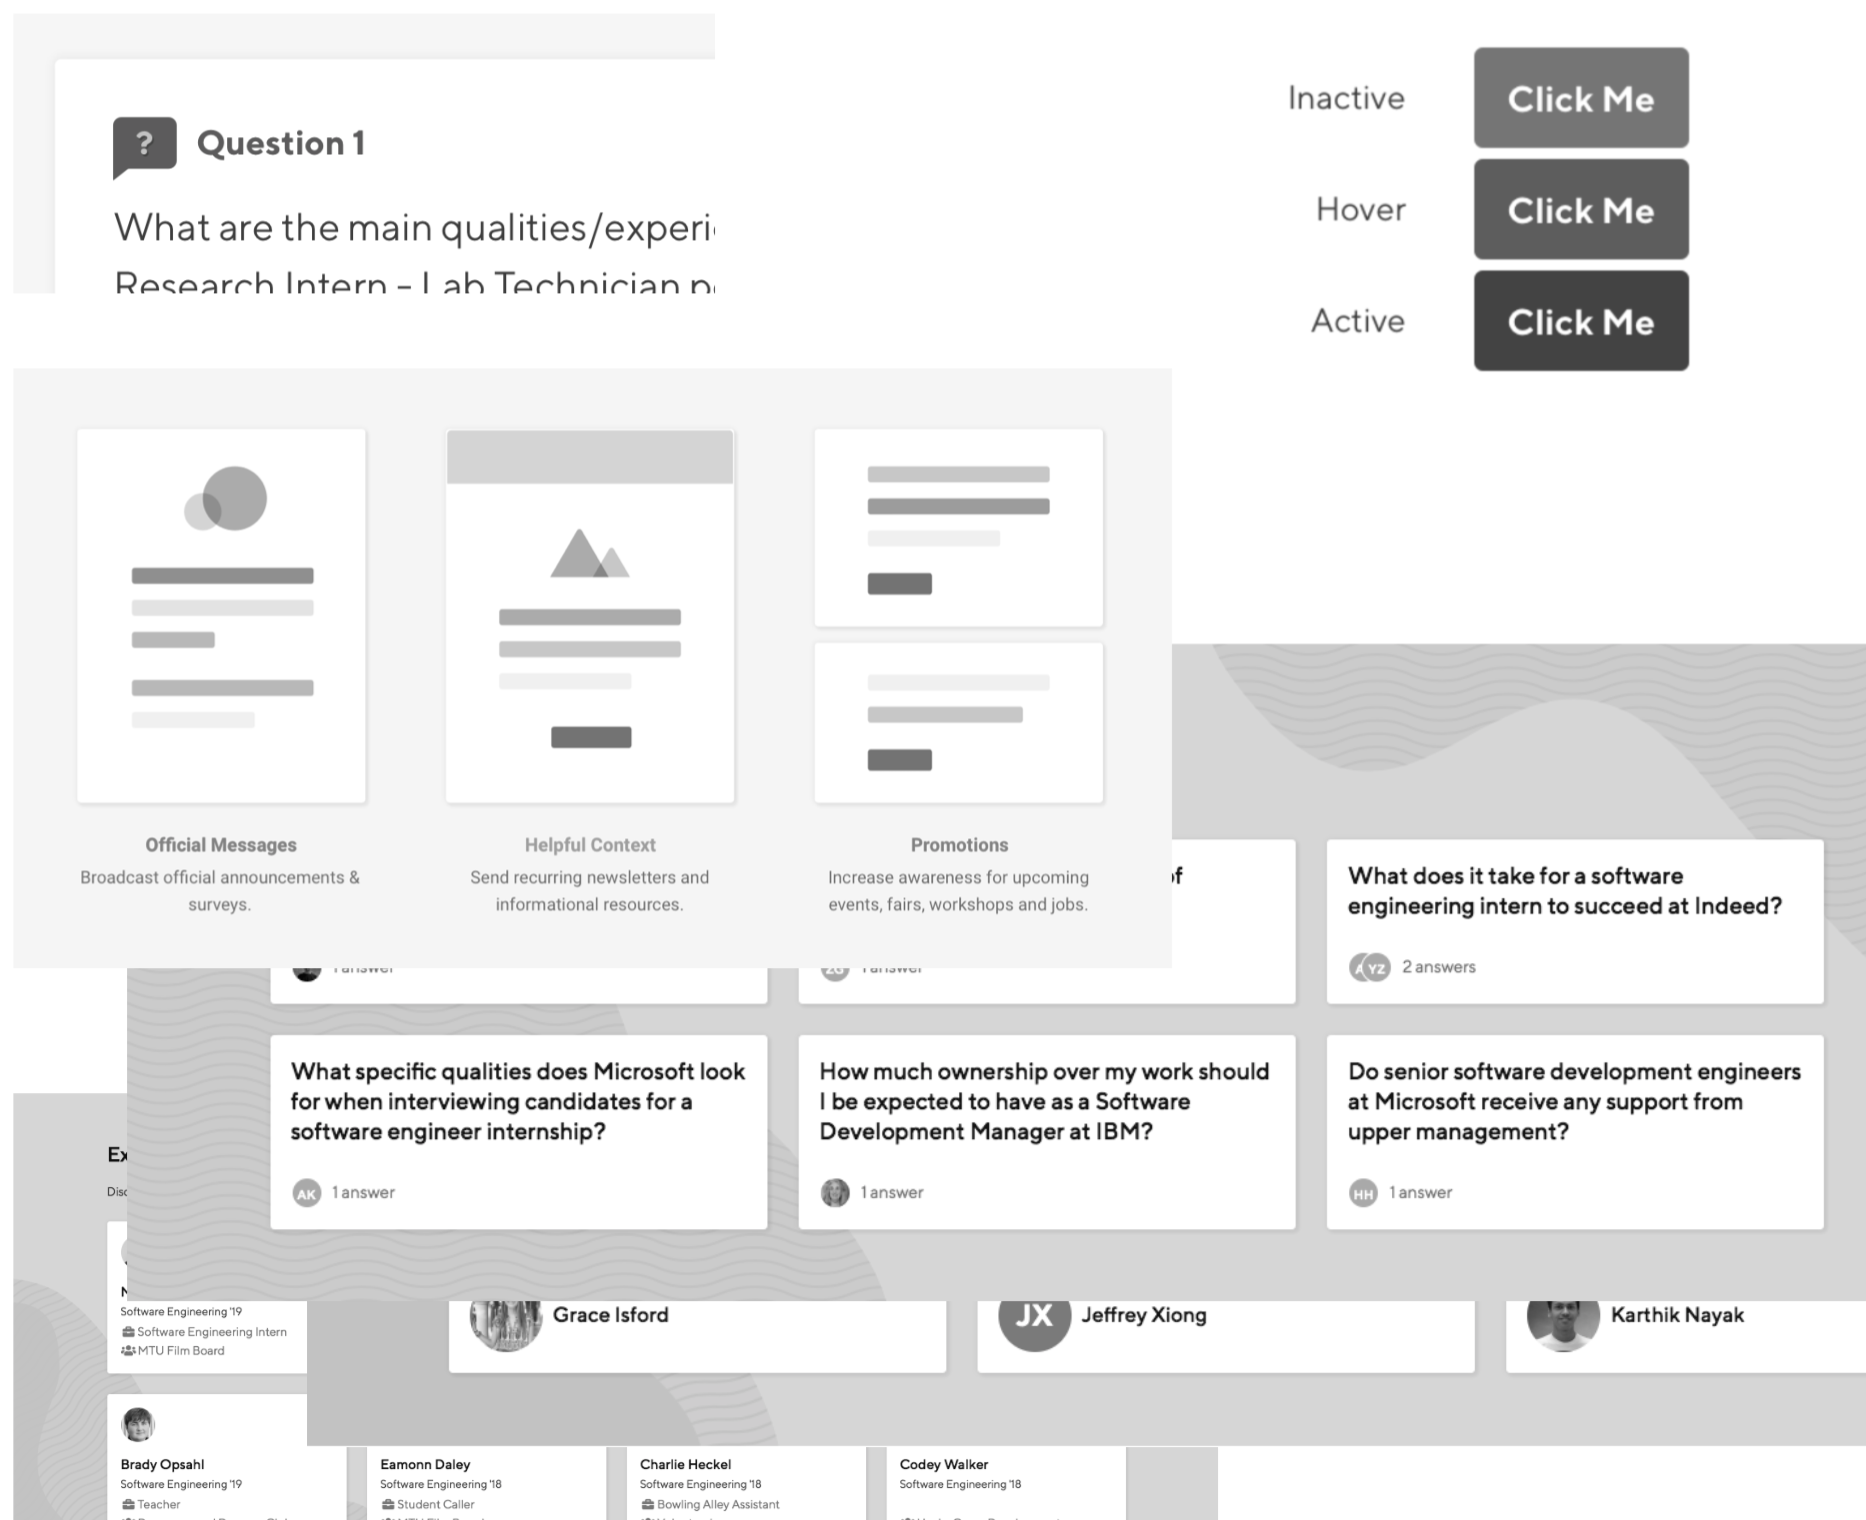 ?
Question 1
What are the main qualities/experi
Research Intern - Lab Technician p
Inactive
Click Me
Hover
Click Me
Active
Click Me
Official Messages
Broadcast official announcements &
surveys.
Helpful Context
Send recurring newsletters and
informational resources.
Promotions
Increase awareness for upcoming
events, fairs, workshops and jobs.
1 answer
ZG 1 answer
of
What does it take for a software
engineering intern to succeed at Indeed?
A YZ 2 answers
What specific qualities does Microsoft look
for when interviewing candidates for a
software engineer internship?
AK 1 answer
How much ownership over my work should
I be expected to have as a Software
Development Manager at IBM?
1 answer
Do senior software development engineers
at Microsoft receive any support from
upper management?
HH 1 answer
Ex
Disc
N
Software Engineering '19
Software Engineering Intern
MTU Film Board
Grace Isford
JX Jeffrey Xiong
Karthik Nayak
Brady Opsahl
Software Engineering '19
Teacher
Eamonn Daley
Software Engineering '18
Student Caller
Charlie Heckel
Software Engineering '18
Bowling Alley Assistant
Codey Walker
Software Engineering '18